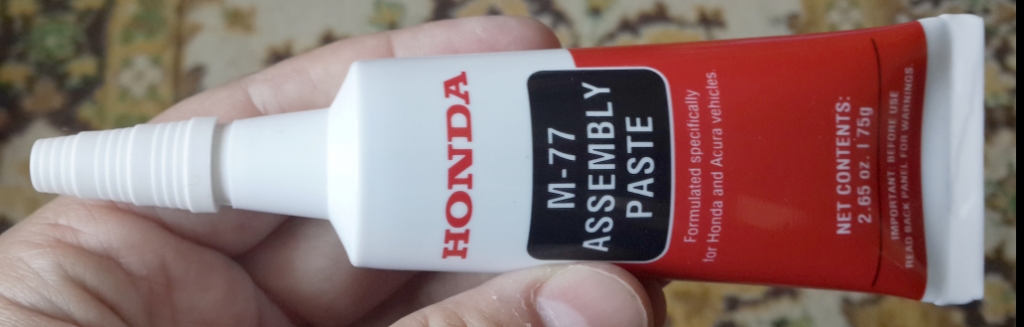 HONDA
M-77
ASSEMBLY
PASTE
Formulated specifically
for Honda and Acura vehicles.
NET CONTENTS:
2.65 oz. | 75g
IMPORTANT BEFORE USE
READ BACK PANEL FOR WARNINGS.